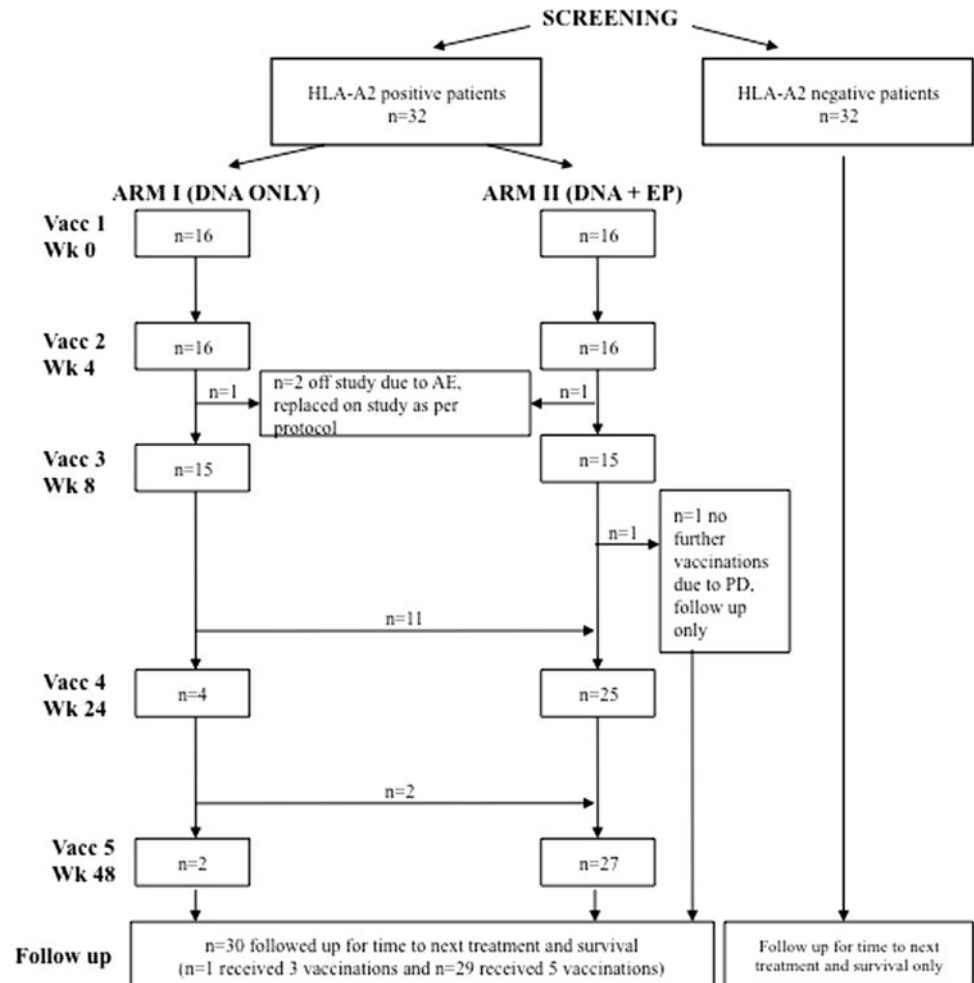 SCREENING
HLA-A2 positive patients
n=32
HLA-A2 negative patients
n=32
ARM I (DNA ONLY)
ARM II (DNA + EP)
Vacc 1
Wk 0
n=16
n=16
Vacc 2
Wk 4
n=16
n=16
n=1
n=2 off study due to AE,
replaced on study as per
protocol
n=1
Vacc 3
Wk 8
n=15
n=15
n=1
n=1 no
further
vaccinations
due to PD,
follow up
only
n=11
Vacc 4
Wk 24
n=4
n=25
n=2
Vacc 5
Wk 48
n=2
n=27
Follow up
n=30 followed up for time to next treatment and survival
(n=1 received 3 vaccinations and n=29 received 5 vaccinations)
Follow up for time to next
treatment and survival only